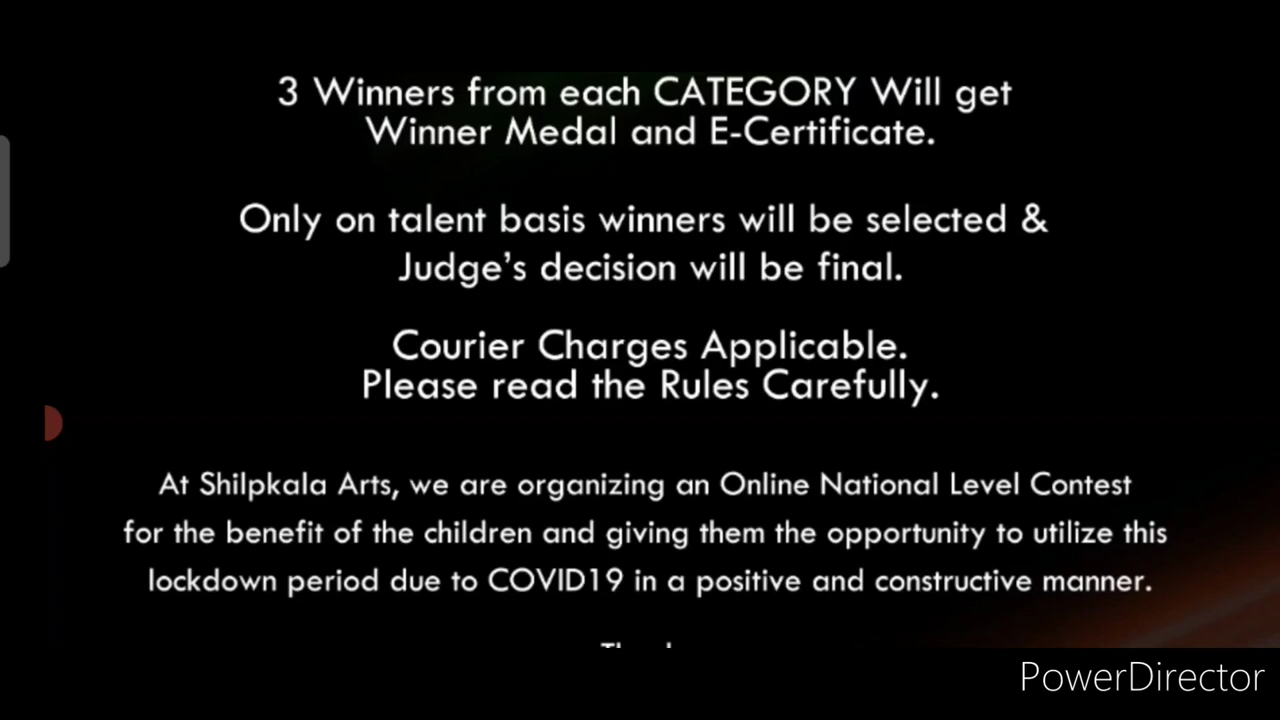 3 Winners from each CATEGORY Will get
Winner Medal and E-Certificate.
Only on talent basis winners will be selected &
Judge's decision will be final.
Courier Charges Applicable.
Please read the Rules Carefully.
At Shilpkala Arts, we are organizing an Online National Level Contest
for the benefit of the children and giving them the opportunity to utilize this
lockdown period due to COVID19 in a positive and constructive manner.
PowerDirector